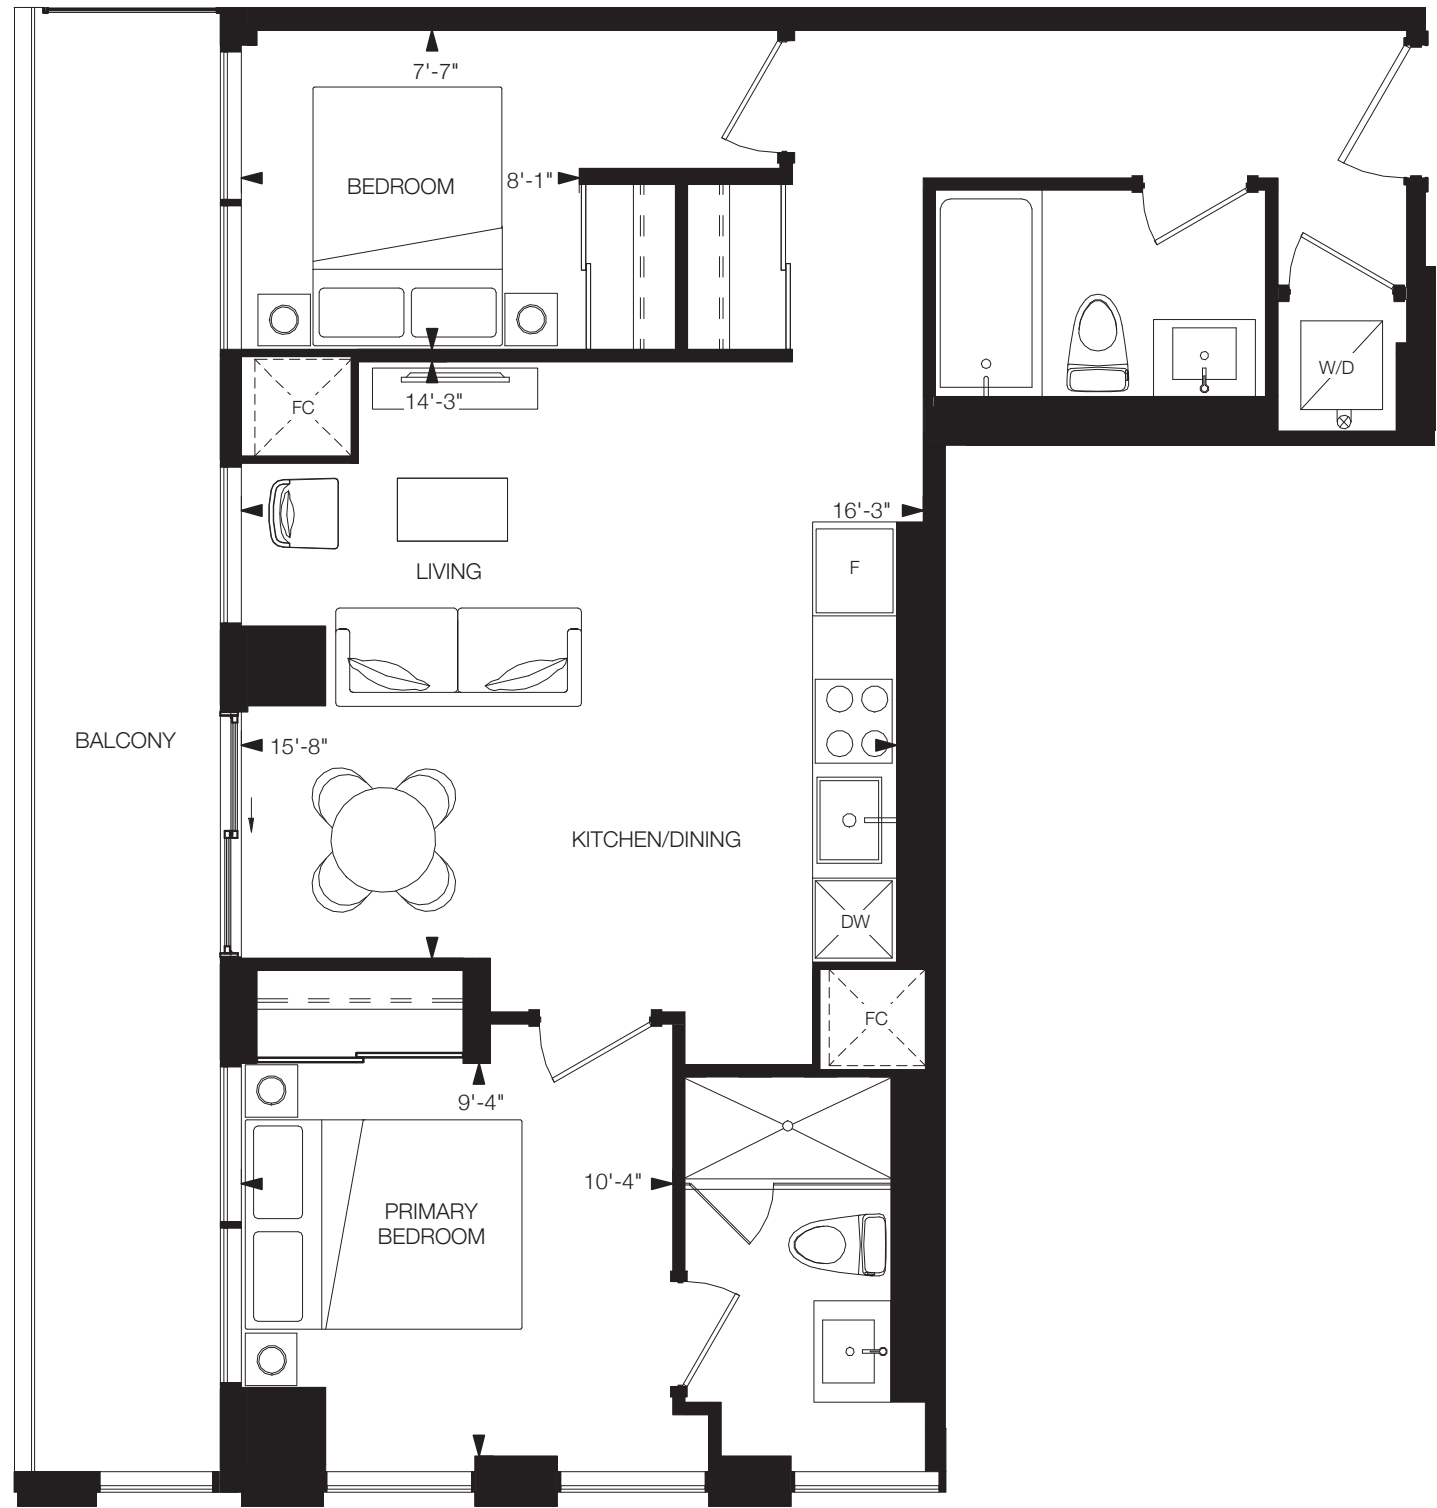 7'-7"
BEDROOM
8'-1"
FC
14'-3"
W/D
16'-3"
LIVING
F
BALCONY
15'-8"
KITCHEN/DINING
DW
FC
9'-4"
10'-4"
PRIMARY
BEDROOM